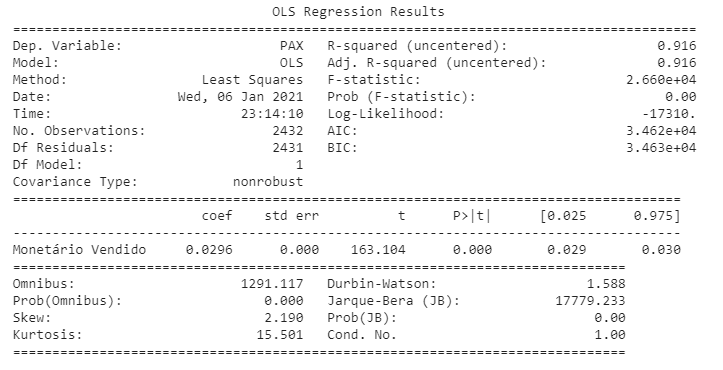 OLS Regression Results
==============================================================================
Dep. Variable: PAX R-squared (uncentered): 0.916
Model: OLS Adj. R-squared (uncentered): 0.916
Method: Least Squares F-statistic: 2.660e+04
Date: Wed, 06 Jan 2021 Prob (F-statistic): 0.00
Time: 23:14:10 Log-Likelihood: -17310.
No. Observations: 2432 AIC: 3.462e+04
Df Residuals: 2431 BIC: 3.463e+04
Df Model: 1
Covariance Type: nonrobust
==============================================================================
coef std err t P>|t| [0.025 0.975]
------------------------------------------------------------------------------
Monetário Vendido 0.0296 0.000 163.104 0.000 0.029 0.030
==============================================================================
Omnibus: 1291.117 Durbin-Watson: 1.588
Prob(Omnibus): 0.000 Jarque-Bera (JB): 17779.233
Skew: 2.190 Prob(JB): 0.00
Kurtosis: 15.501 Cond. No. 1.00
==============================================================================